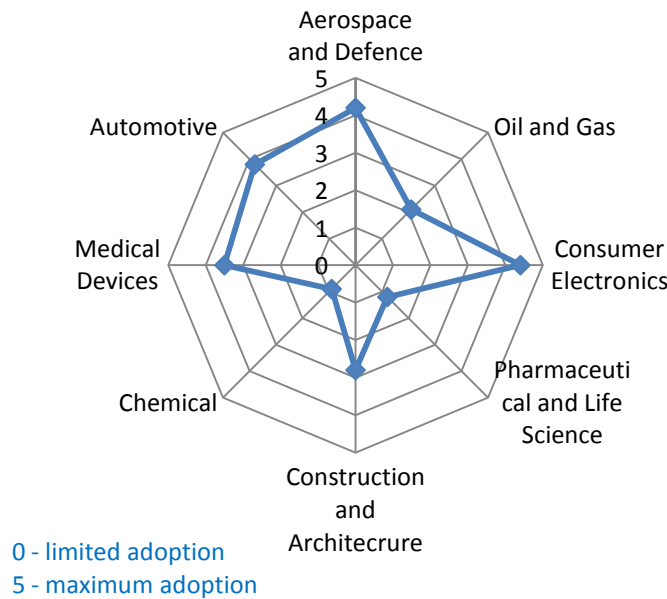 Aerospace
and Defence
5
4
3
2
1
0
Automotive
Oil and Gas
Medical
Devices
Consumer
Electronics
Chemical
Pharmaceuti
cal and Life
Science
Construction
and
Architecrure
0 - limited adoption
5 - maximum adoption